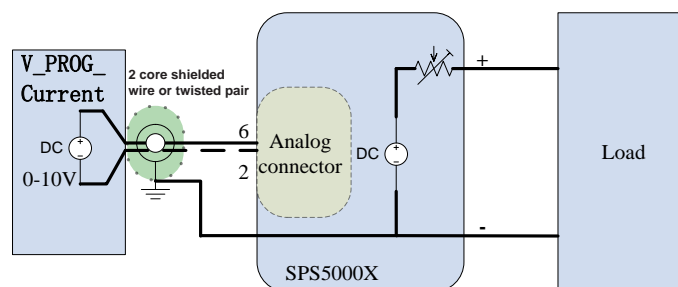 V_PROG_
Current
DC
0-10V
2 core shielded
wire or twisted pair
6
2
Analog
connector
DC
+
-
SPS5000X
Load